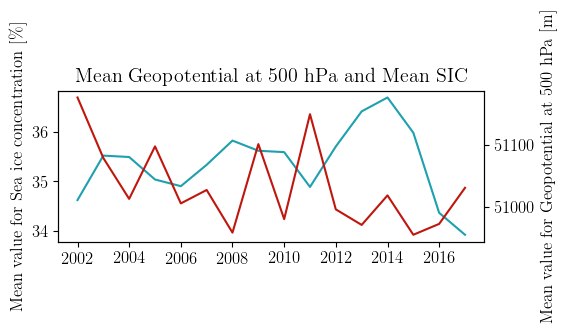 Mean Geopotential at 500 hPa and Mean SIC
Mean value for Sea ice concentration [%]
36
35
34
51100
51000
Mean value for Geopotential at 500 hPa [m]
2002 2004 2006 2008 2010 2012 2014 2016